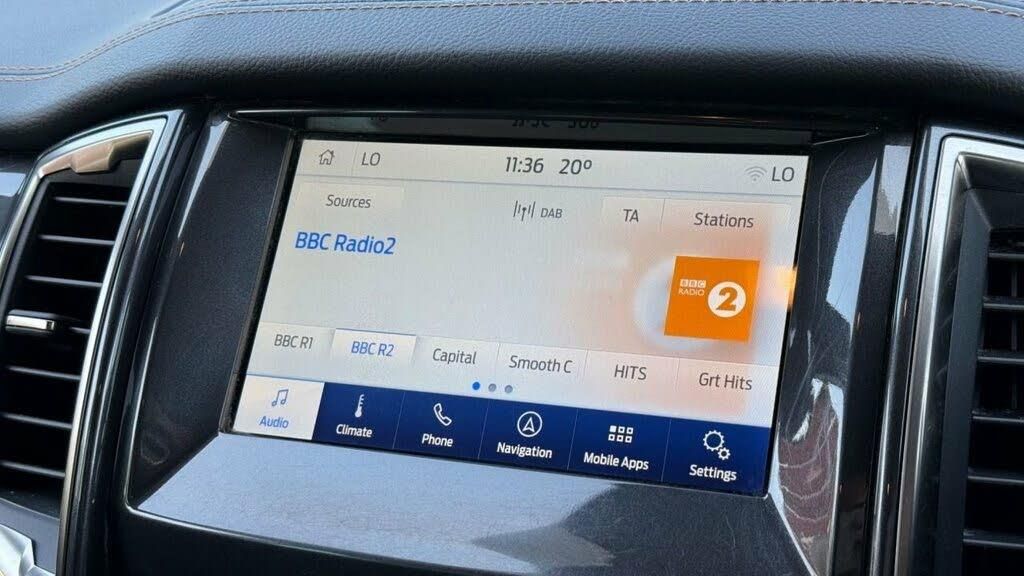 LO 11:36 20° LO
Sources DAB TA Stations
BBC Radio2
BBC
RADIO 2
BBC R1 BBC R2 Capital Smooth C HITS Grt Hits
Audio Climate Phone Navigation Mobile Apps Settings